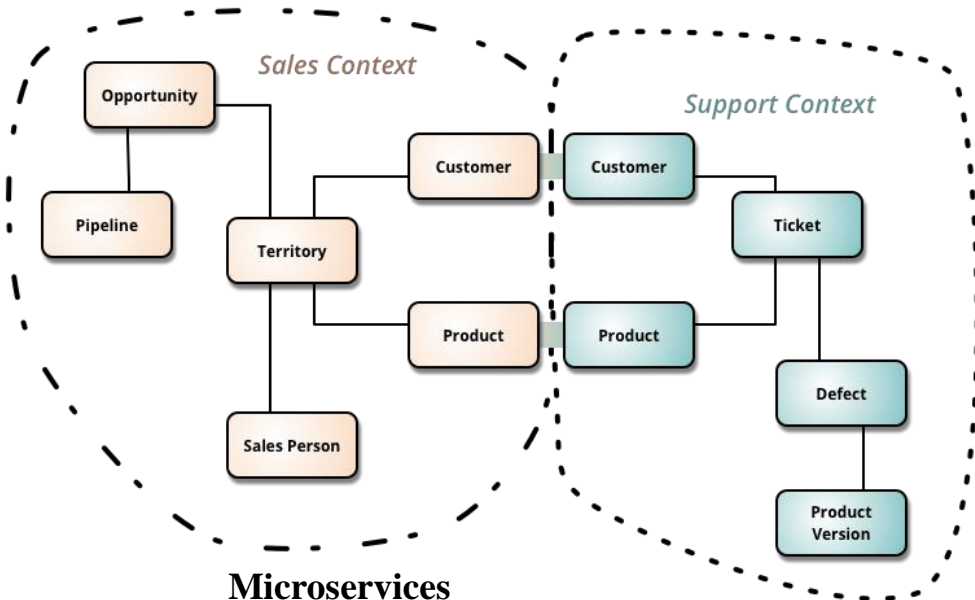 Sales Context
Support Context
Opportunity
Customer
Customer
Pipeline
Territory
Ticket
Product
Product
Defect
Sales Person
Product
Version
Microservices